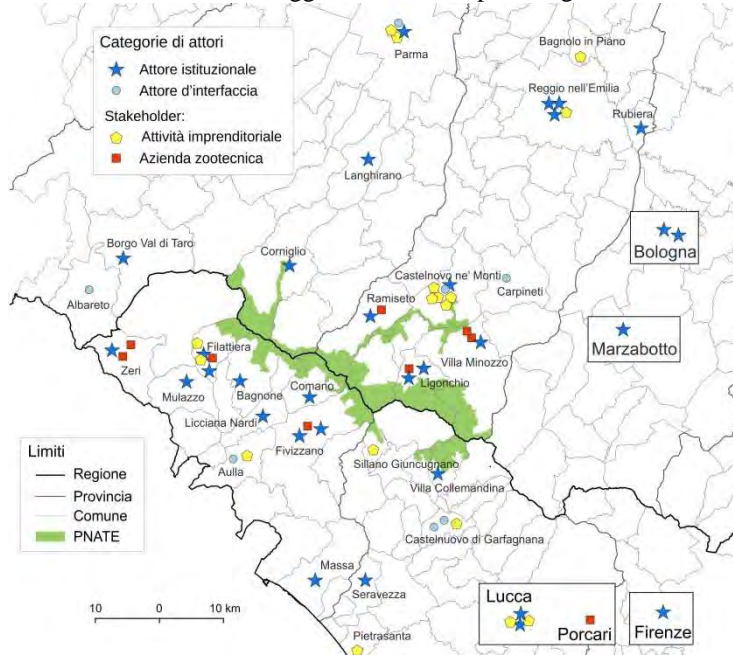 Categorie di attori
Attore istituzionale
Attore d'interfaccia
Stakeholder:
Attività imprenditoriale
Azienda zootecnica
Parma
Bagnolo in Piano
Reggio nell'Emilia
Rubiera
Langhirano
Borgo Val di Taro
Corniglio
Bologna
Albareto
Castelnovo ne' Monti
Carpineti
Ramiseto
Marzabotto
Zeri
Filattiera
Villa Minozzo
Mulazzo
Bagnone
Comano
Ligonchio
Licciana Nardi
Fivizzano
Aulla
Sillano Giuncugnano
Villa Collemandina
Limiti
Regione
Provincia
Comune
PNATE
Castelnuovo di Garfagnana
Massa
Seravezza
Lucca
Porcari
Firenze
10 0 10 km
Pietrasanta